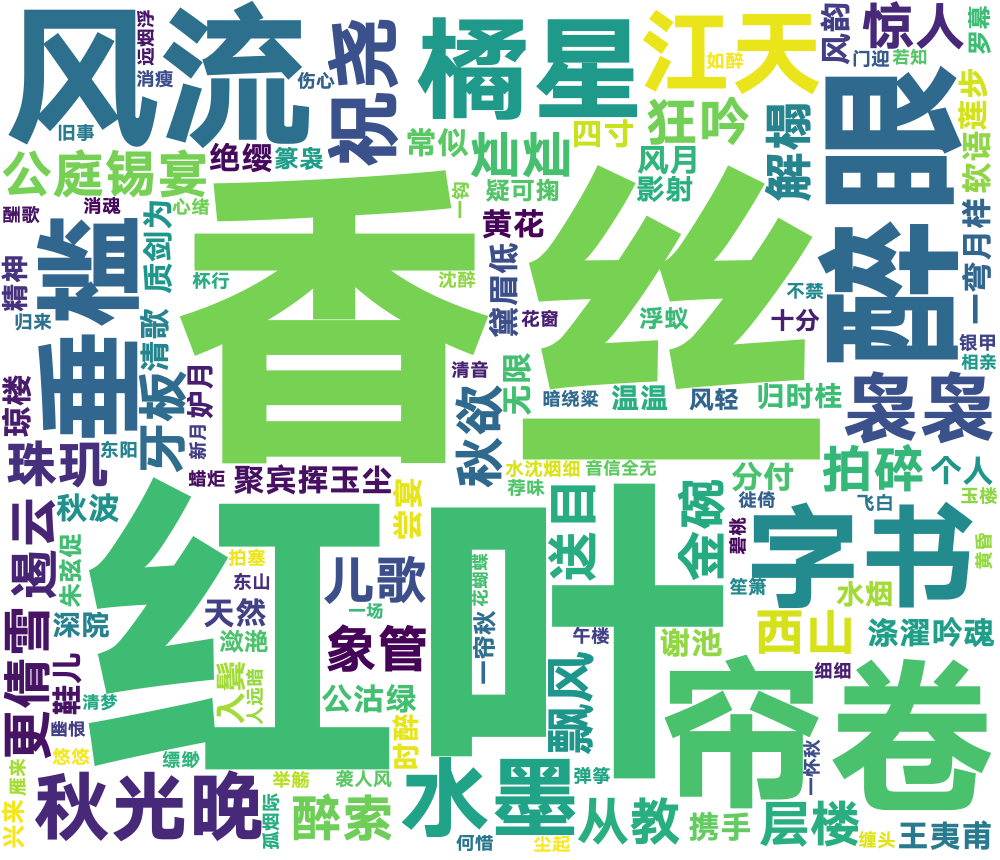 风流
远烟浮
消瘦
伤心
旧事
祝尧
橘星
江天
如醉
风韵
惊人
罗幕
门迎
若知
公庭锡宴
绝缨
篆袅
常似
灿灿
四寸
狂吟
风月
解榻
醉眼
软语
莲步
酬歌
消魂
心绪
一钩
疑可掬
影射
质剑为
黄花
香丝
垂槛
精神
归来
杯行
沈醉
黛眉低
花窗
浮蚁
不禁
十分
一弯月样
银甲
相亲
清歌
牙板
妒月
新月
清音
秋欲
无限
暗绕梁
温温
风轻
归时桂
袅袅
琼楼
珠玑
东阳
蜡炬
聚宾挥玉尘
水沈烟细
音信全无
荐味
分付
拍碎
个人
玉楼
秋波
遏云
朱弦促
红叶
尝宴
送目
金碗
徙倚
飞白
碧桃
字书
黄昏
拍塞
东山
儿歌
花蝴蝶
一场
天然
潋滟
象管
一帘秋
午楼
笙箫
水烟
西山
涤濯吟魂
谢池
更倩雪
深院
鞋儿
清梦
幽恨
悠悠
入鬓
人远暗
公沽绿
时醉
飘风
细细
帘卷
一怀秋
缥缈
雁来
兴来
秋光晚
孤烟际
举觞
袭人风
醉索
水墨
弹筝
何惜
尘起
从教
携手
层楼
缠头
王夷甫